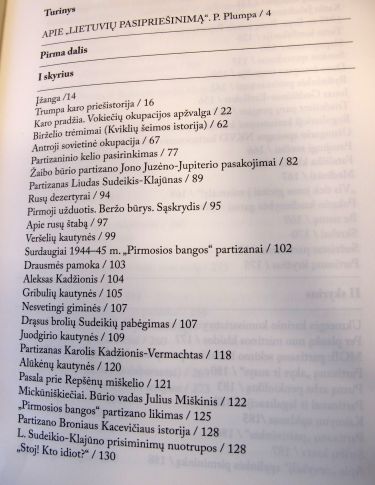 Turinys
APIE „LIETUVIŲ PASIPRIEŠINIMĄ“. P. Plumpa / 4
Pirma dalis
I skyrius
Įžanga /14
Trumpa karo priešistorija / 16
Karo pradžia. Vokiečių okupacijos apžvalga / 22
Birželio trėmimai (Kviklių šeimos istorija) / 62
Antroji sovietinė okupacija / 67
Partizaninio kelio pasirinkimas / 77
Žaibo būrio partizano Jono Juzėno-Jupiterio pasakojimai / 82
Partizanas Liudas Sudeikis-Klajūnas / 89
Rusų dezertyrai / 94
Pirmoji užduotis. Beržo būrys. Sąskrydis / 95
Apie rusų štabą / 97
Veršelių kautynės / 99
Surdaugiai 1944–45 m. „Pirmosios bangos“ partizanai / 102
Drausmės pamoka / 103
Aleksas Kadžionis / 104
Gribulių kautynės / 105
Nesvetingi giminės / 107
Drąsus brolių Sudeikių pabėgimas / 107
Juodgirio kautynės / 109
Partizanas Karolis Kadžionis-Vermachtas / 118
Alūkėnų kautynės / 120
Pasala prie Repšėnų miškelio / 121
Mickūniškiečiai. Būrio vadas Julius Miškinis / 122
„Pirmosios bangos“ partizano likimas / 125
Partizano Broniaus Kacevičiaus istorija / 128
L. Sudeikio-Klajūno prisiminimų nuotrupos / 128
„Stoj! Kto idiot?“ / 130